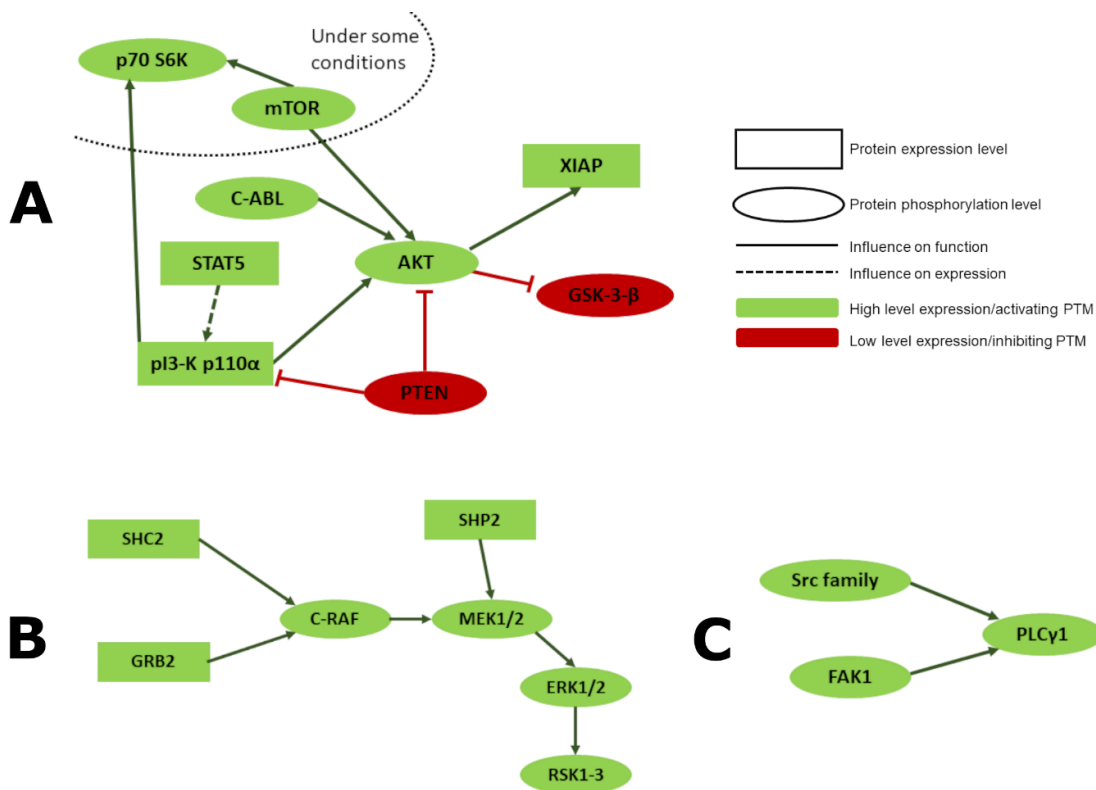 A
p70 S6K
Under some
conditions
mTOR
C-ABL
XIAP
STAT5
AKT
GSK-3-β
pI3-K p110α
PTEN
Protein expression level
Protein phosphorylation level
Influence on function
Influence on expression
High level expression/activating PTM
Low level expression/inhibiting PTM
B
SHC2
SHP2
C-RAF
MEK1/2
GRB2
ERK1/2
RSK1-3
C
Src family
PLCγ1
FAK1